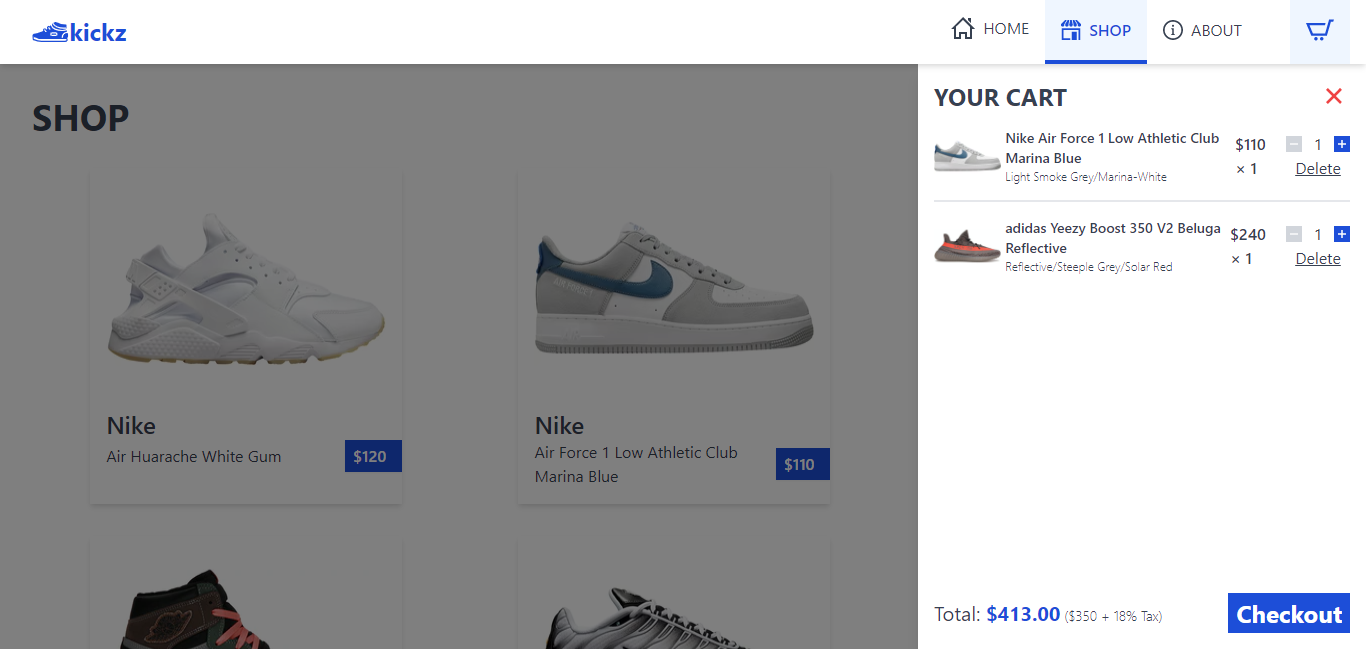 kickz
HOME
SHOP
ABOUT
SHOP
Nike
Air Huarache White Gum
$120
Nike
Air Force 1 Low Athletic Club
Marina Blue
$110
YOUR CART
Nike Air Force 1 Low Athletic Club
Marina Blue
Light Smoke Grey/Marina-White
$110
× 1
− 1 +
Delete
adidas Yeezy Boost 350 V2 Beluga
Reflective
Reflective/Steeple Grey/Solar Red
$240
× 1
− 1 +
Delete
Total: $413.00 ($350 + 18% Tax)
Checkout